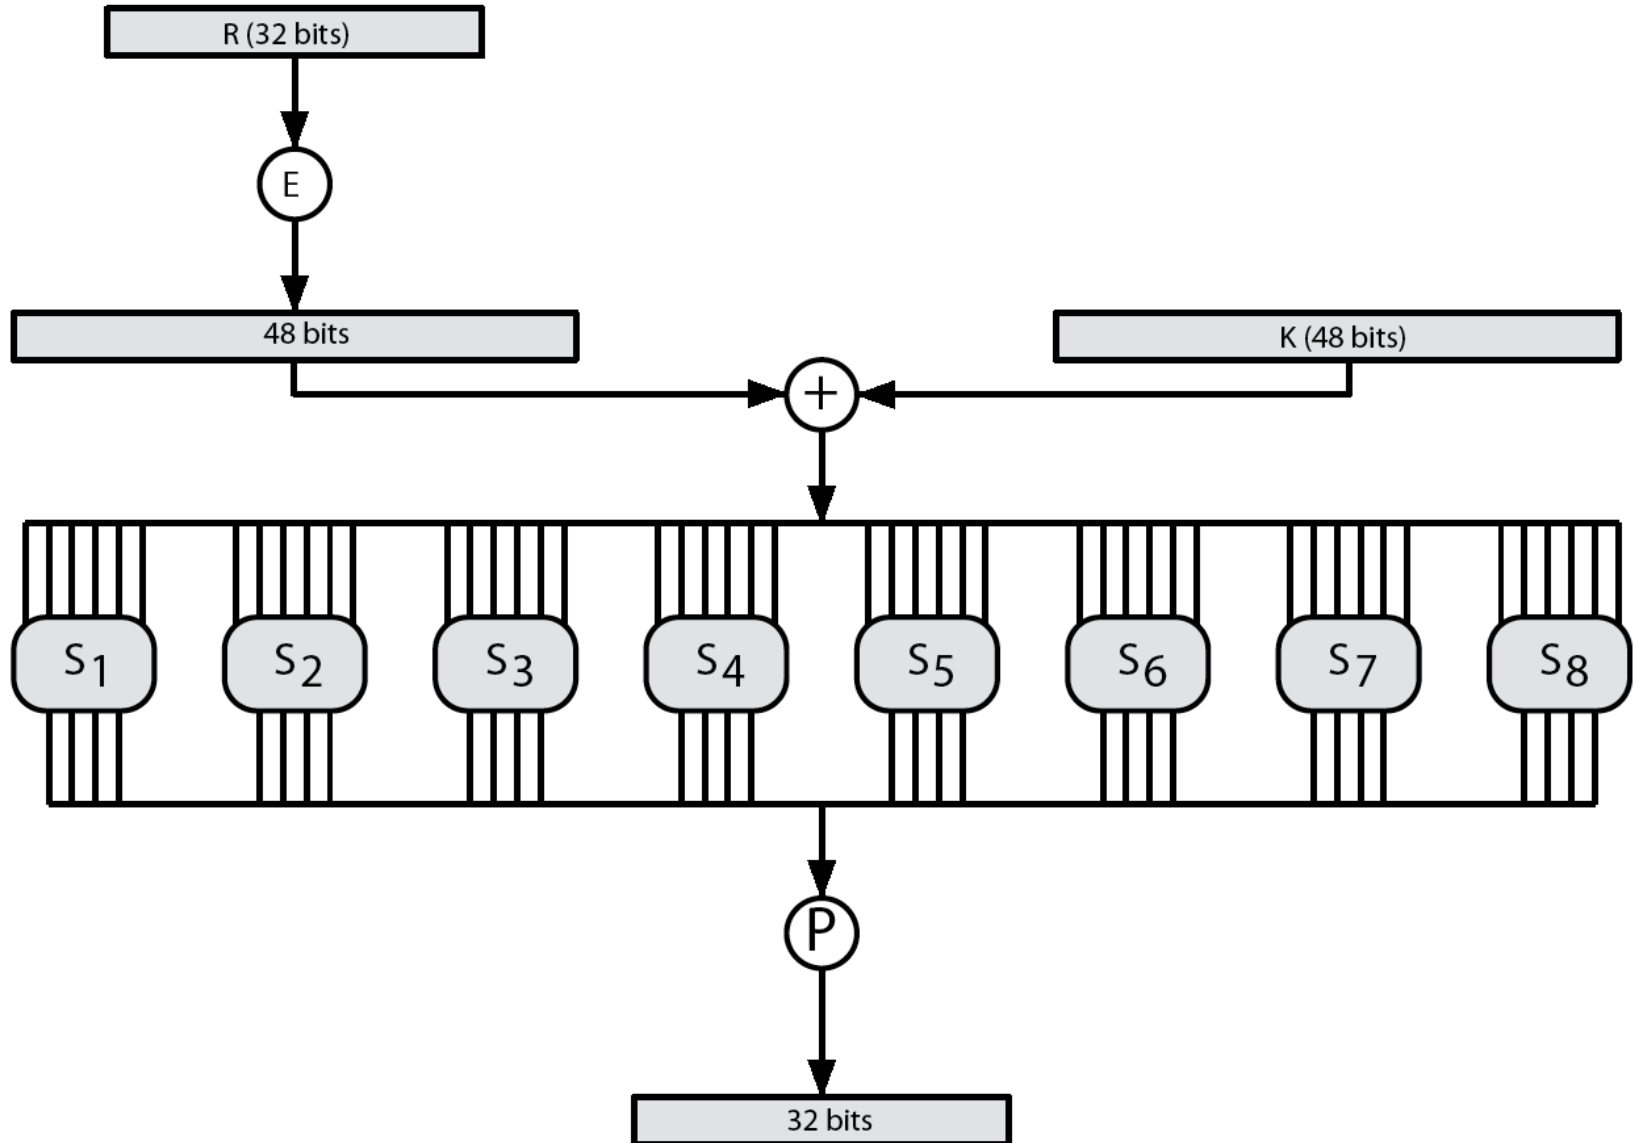 R (32 bits)
E
48 bits
K (48 bits)
+
S1 S2 S3 S4 S5 S6 S7 S8
P
32 bits